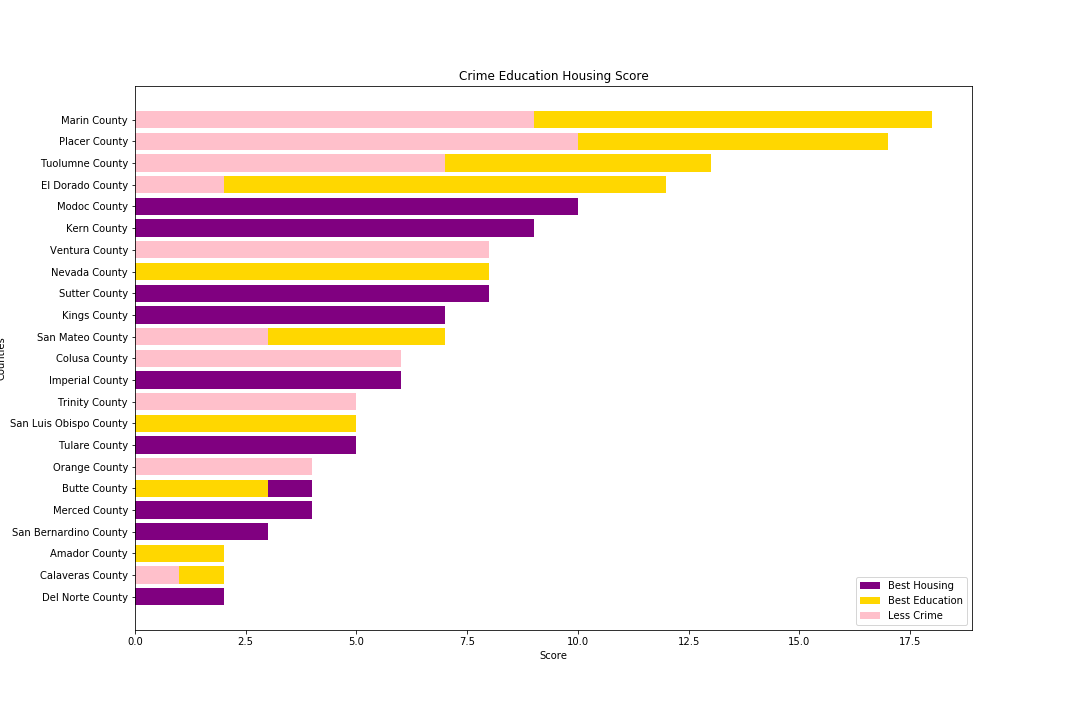 Crime Education Housing Score
Marin County
Placer County
Tuolumne County
El Dorado County
Modoc County
Kern County
Ventura County
Nevada County
Sutter County
Kings County
San Mateo County
Colusa County
Imperial County
Trinity County
San Luis Obispo County
Tulare County
Orange County
Butte County
Merced County
San Bernardino County
Amador County
Calaveras County
Del Norte County
Best Housing
Best Education
Less Crime
0.0 2.5 5.0 7.5 10.0 12.5 15.0 17.5
Score